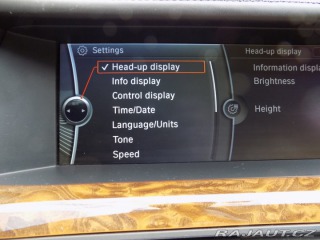 Settings
✓ Head-up display
Info display
Control display
Time/Date
Language/Units
Tone
Speed
Head-up display
Information displa
Brightness
Height
RAJAUT.CZ